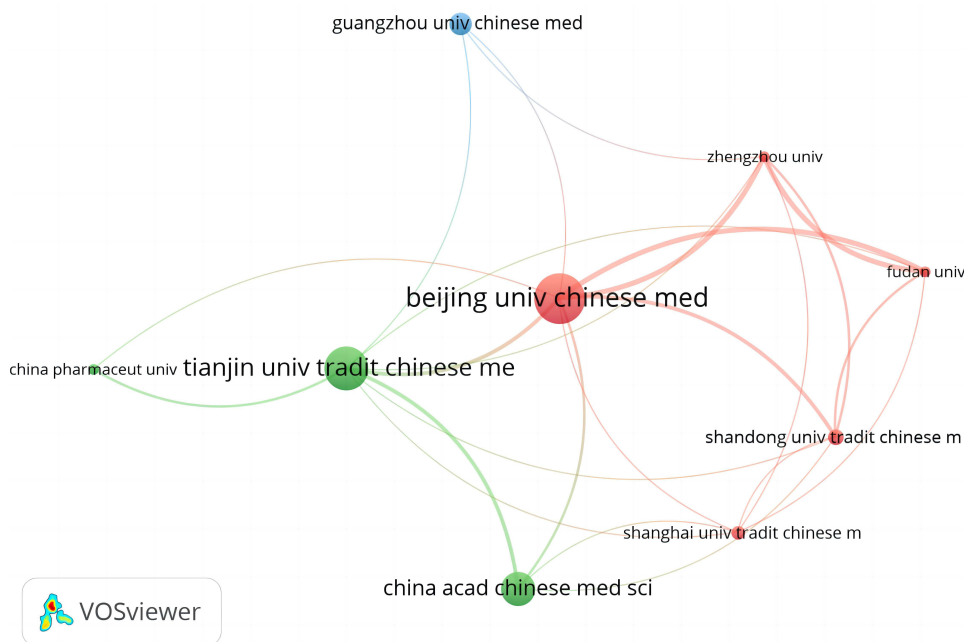 guangzhou univ chinese med
zhengzhou univ
fudan univ
beijing univ chinese med
china pharmaceut univ
tianjin univ tradit chinese me
shandong univ tradit chinese m
shanghai univ tradit chinese m
china acad chinese med sci
VOSviewer